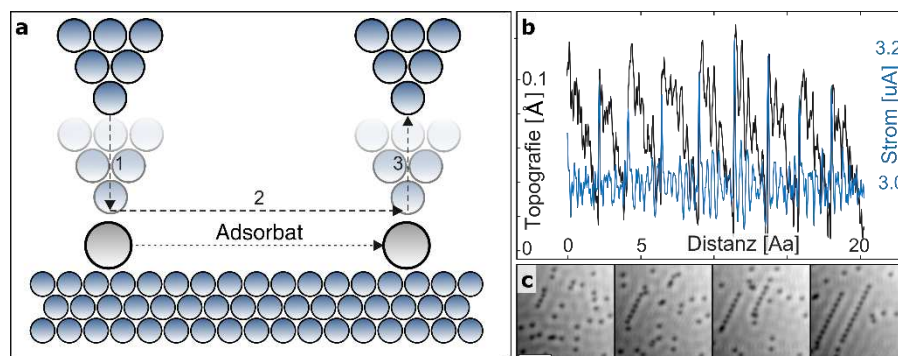 a
1
2
3
Adsorbat
b
Topografie [Å]
0.1
0
0
5
Distanz [Aa]
20
3.2
3.0
Strom [uA]
c